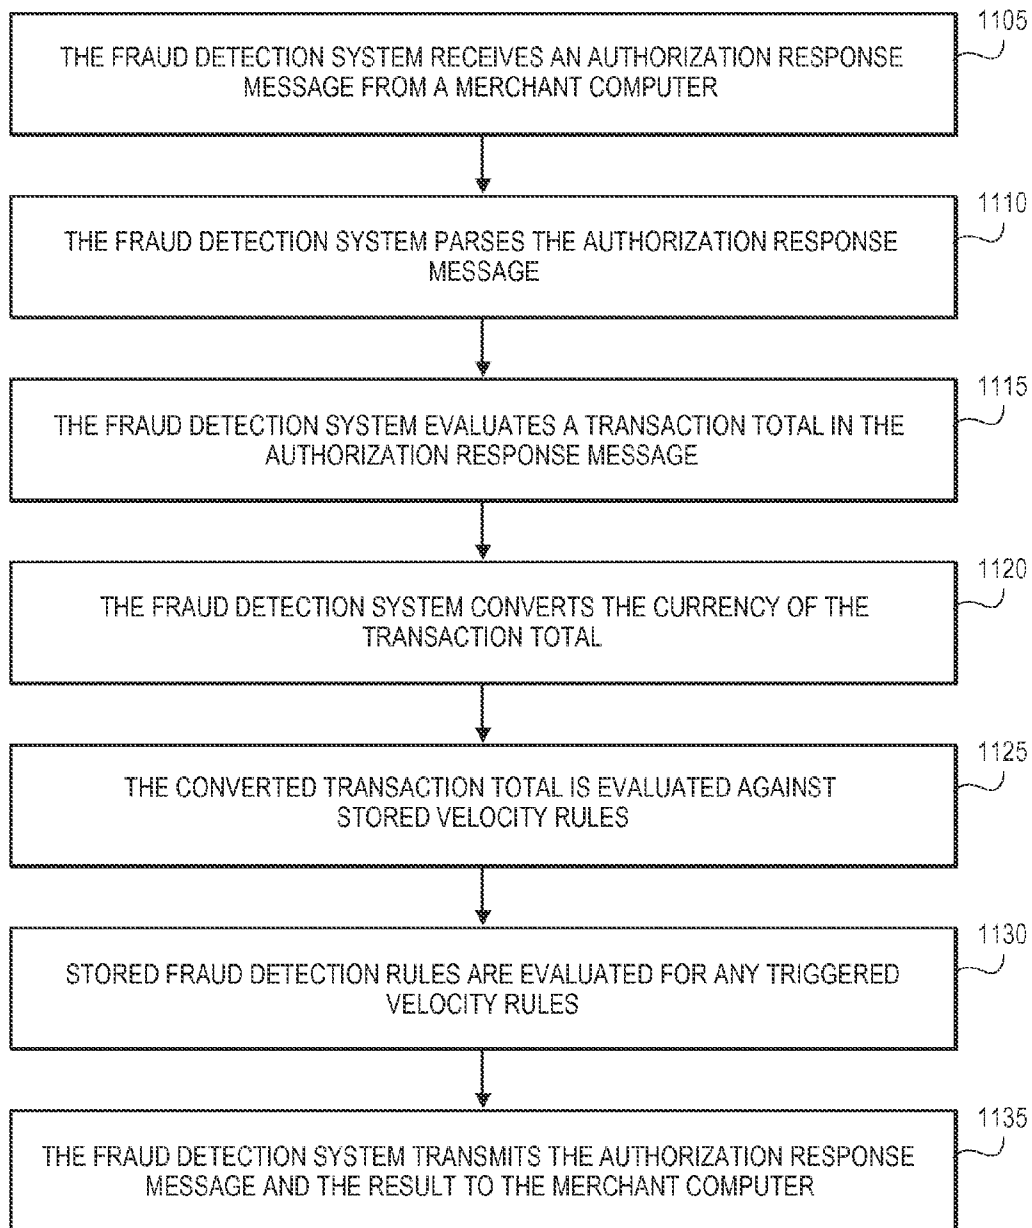 1105
THE FRAUD DETECTION SYSTEM RECEIVES AN AUTHORIZATION RESPONSE
MESSAGE FROM A MERCHANT COMPUTER
1110
THE FRAUD DETECTION SYSTEM PARSES THE AUTHORIZATION RESPONSE
MESSAGE
1115
THE FRAUD DETECTION SYSTEM EVALUATES A TRANSACTION TOTAL IN THE
AUTHORIZATION RESPONSE MESSAGE
1120
THE FRAUD DETECTION SYSTEM CONVERTS THE CURRENCY OF THE
TRANSACTION TOTAL
1125
THE CONVERTED TRANSACTION TOTAL IS EVALUATED AGAINST
STORED VELOCITY RULES
1130
STORED FRAUD DETECTION RULES ARE EVALUATED FOR ANY TRIGGERED
VELOCITY RULES
1135
THE FRAUD DETECTION SYSTEM TRANSMITS THE AUTHORIZATION RESPONSE
MESSAGE AND THE RESULT TO THE MERCHANT COMPUTER